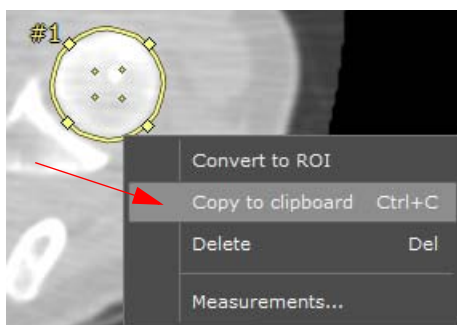 #1
Convert to ROI
Copy to clipboard Ctrl+C
Delete Del
Measurements...